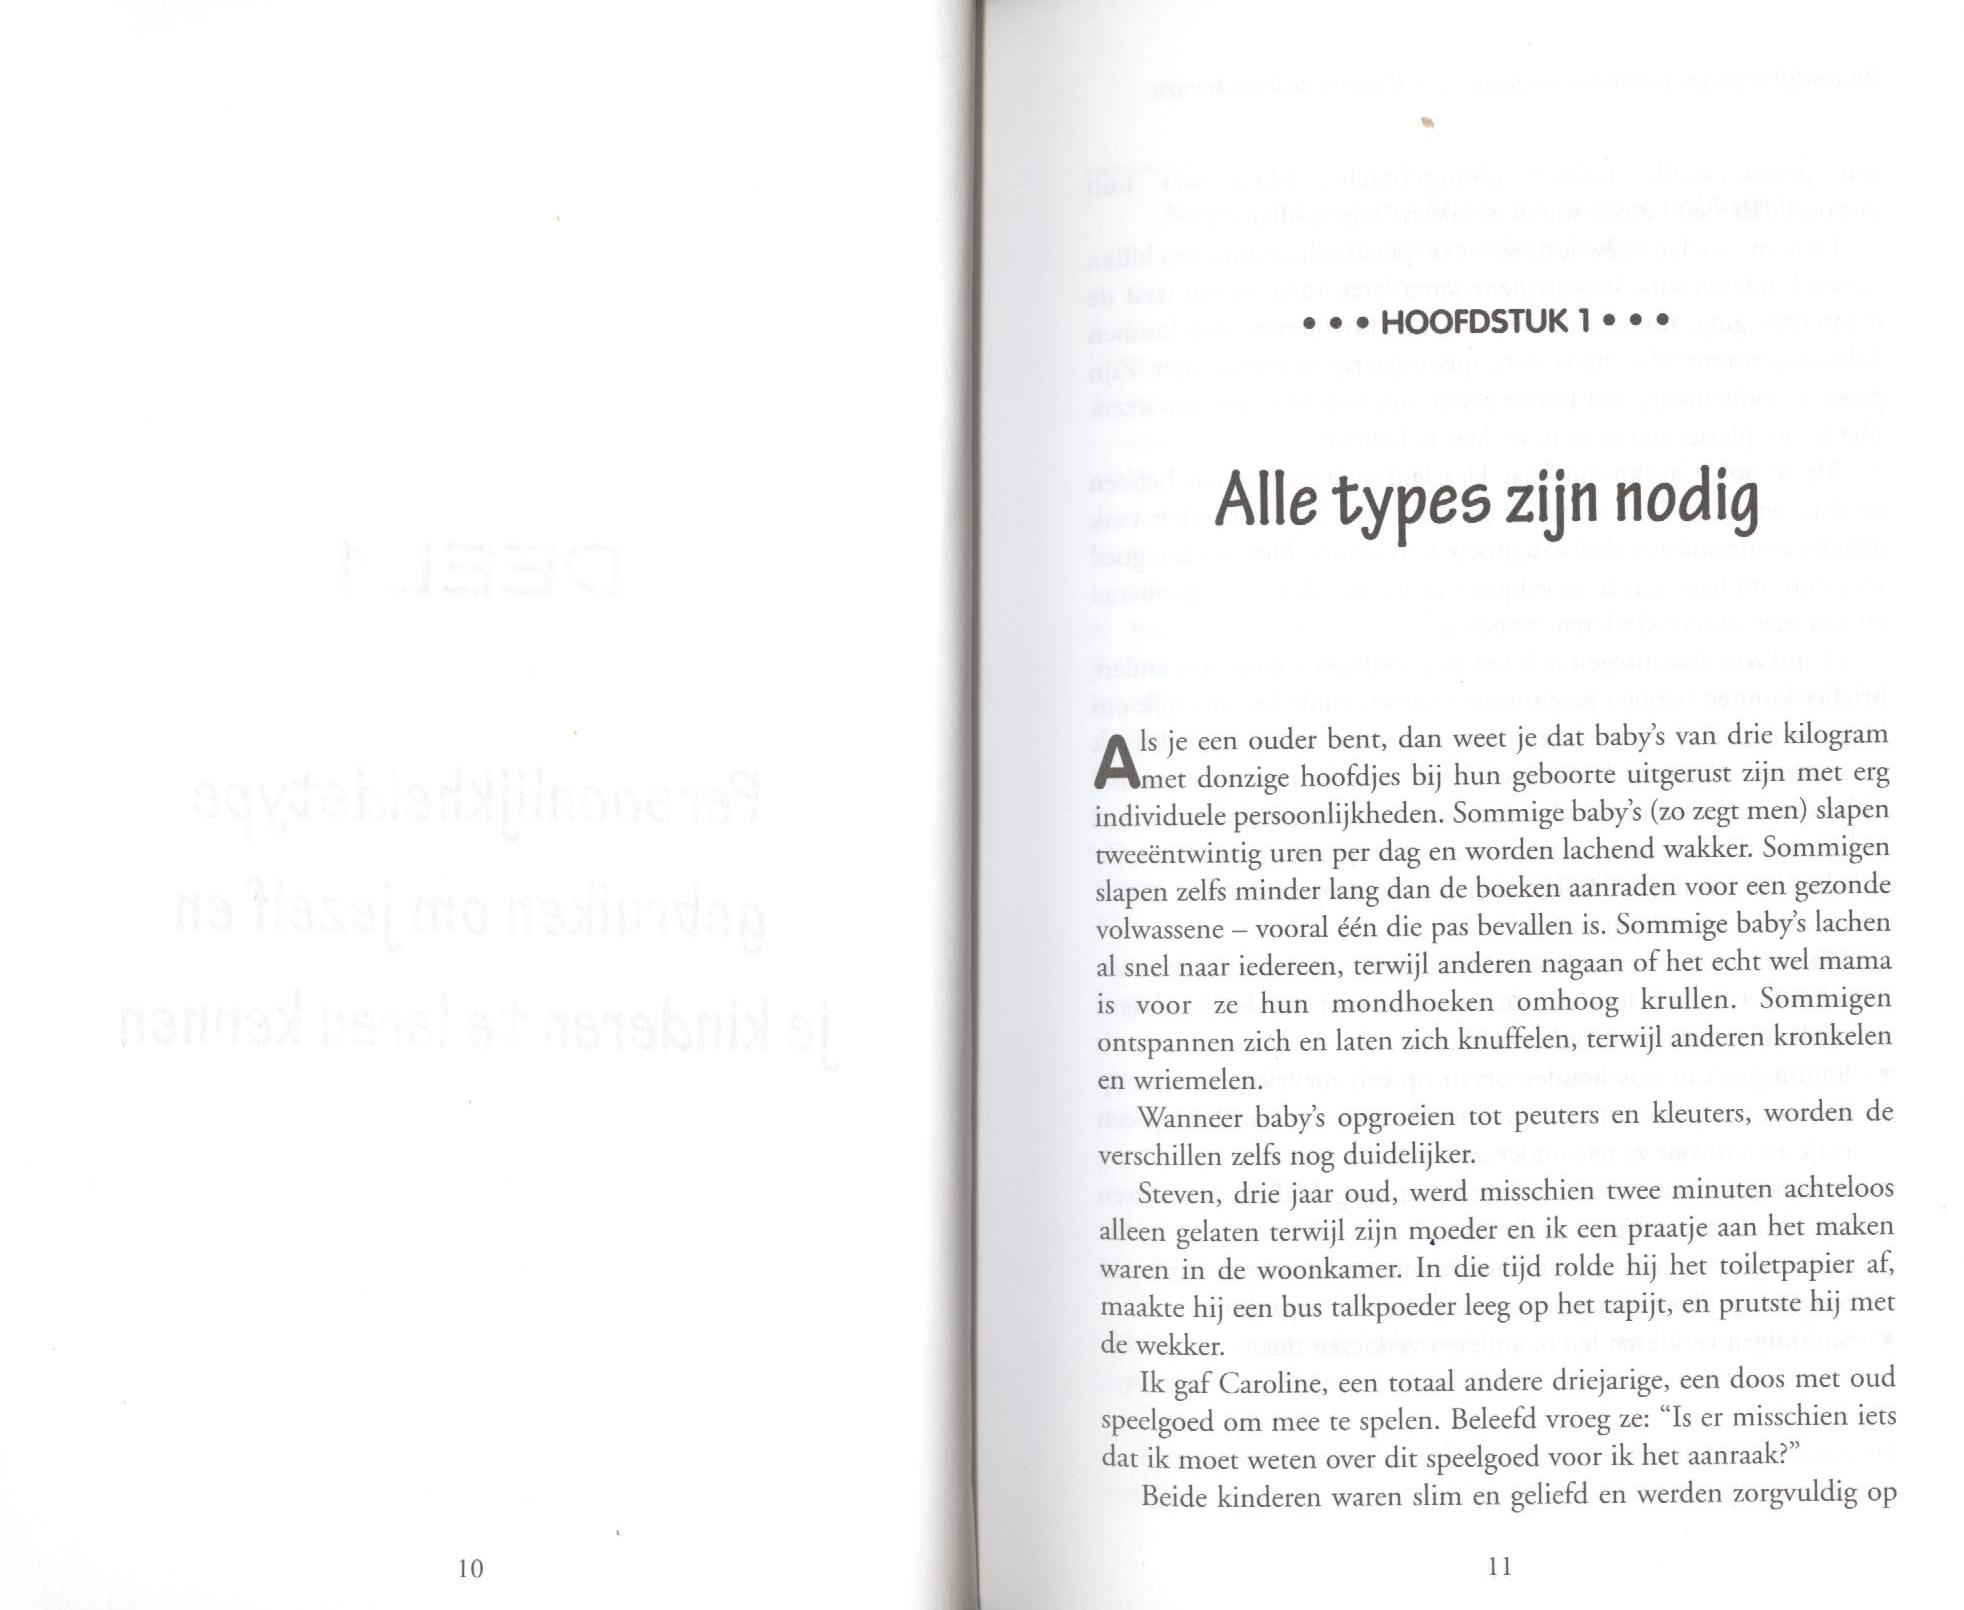 10
• • • HOOFDSTUK 1 • • •
Alle types zijn nodig
Als je een ouder bent, dan weet je dat baby’s van drie kilogram
met donzige hoofdjes bij hun geboorte uitgerust zijn met erg
individuele persoonlijkheden. Sommige baby’s (zo zegt men) slapen
tweeëntwintig uren per dag en worden lachend wakker. Sommigen
slapen zelfs minder lang dan de boeken aanraden voor een gezonde
volwassene – vooral één die pas bevallen is. Sommige baby’s lachen
al snel naar iedereen, terwijl anderen nagaan of het echt wel mama
is voor ze hun mondhoeken omhoog krullen. Sommigen
ontspannen zich en laten zich knuffelen, terwijl anderen kronkelen
en wriemelen.
Wanneer baby’s opgroeien tot peuters en kleuters, worden de
verschillen zelfs nog duidelijker.
Steven, drie jaar oud, werd misschien twee minuten achteloos
alleen gelaten terwijl zijn moeder en ik een praatje aan het maken
waren in de woonkamer. In die tijd rolde hij het toiletpapier af,
maakte hij een bus talkpoeder leeg op het tapijt, en prutste hij met
de wekker.
Ik gaf Caroline, een totaal andere driejarige, een doos met oud
speelgoed om mee te spelen. Beleefd vroeg ze: “Is er misschien iets
dat ik moet weten over dit speelgoed voor ik het aanraak?”
Beide kinderen waren slim en geliefd en werden zorgvuldig op
11